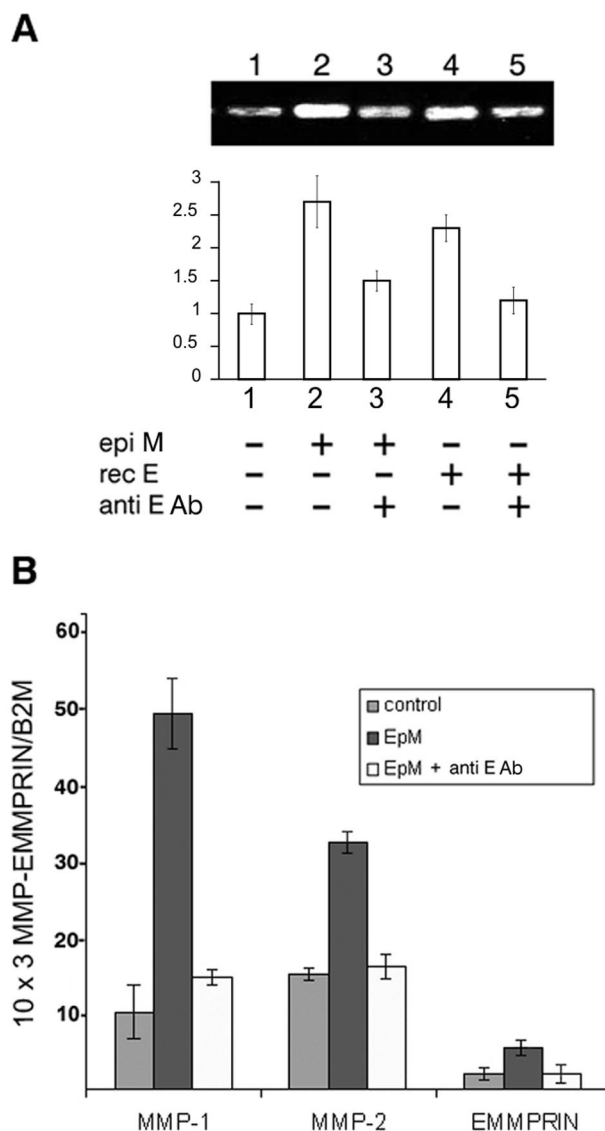 A
1 2 3 4 5
3
2.5
2
1.5
1
0.5
0
1 2 3 4 5
epi M - + + - -
rec E - - - + +
anti E Ab - - + - +
B
10 x 3 MMP-EMMPRIN/B2M
60
50
40
30
20
10
control
EpM
EpM + anti E Ab
MMP-1 MMP-2 EMMPRIN